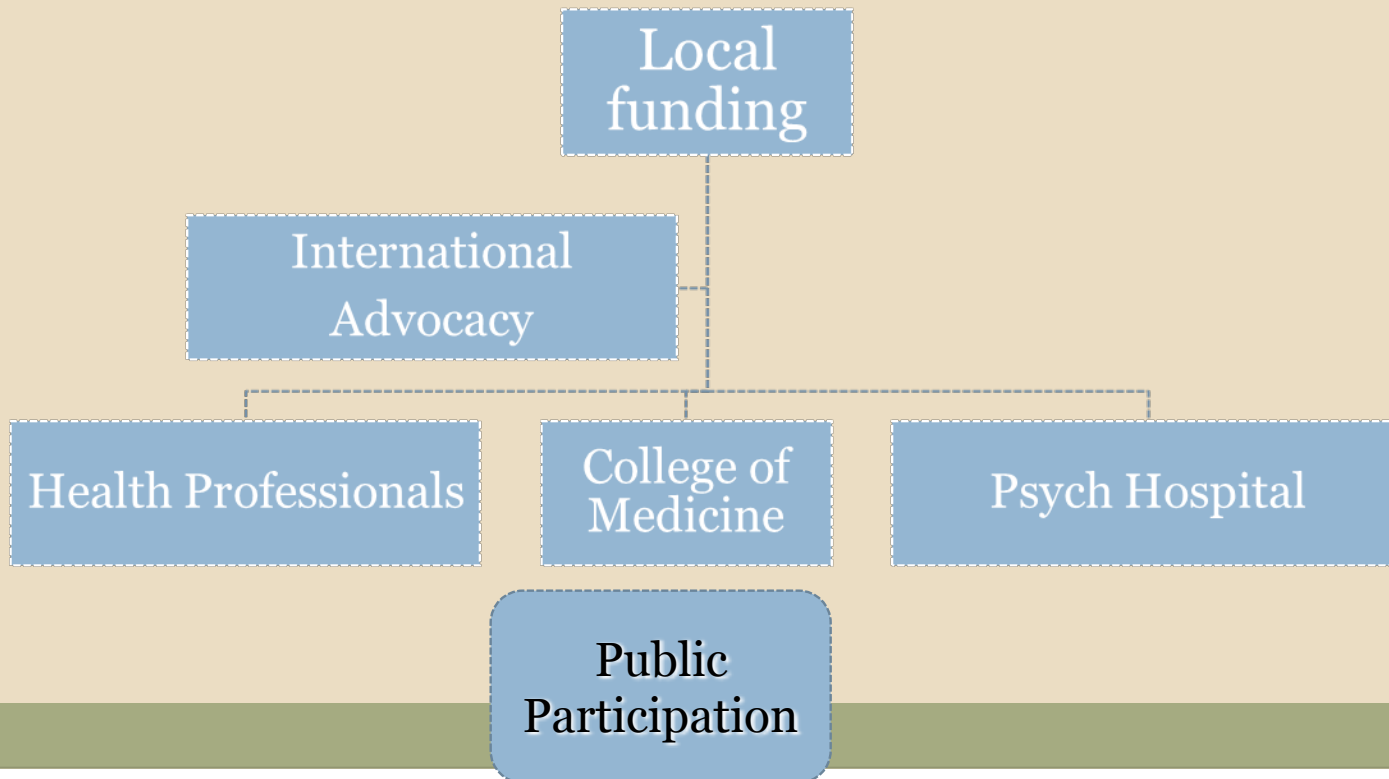 Local
funding
International
Advocacy
Health Professionals
College of
Medicine
Psych Hospital
Public
Participation